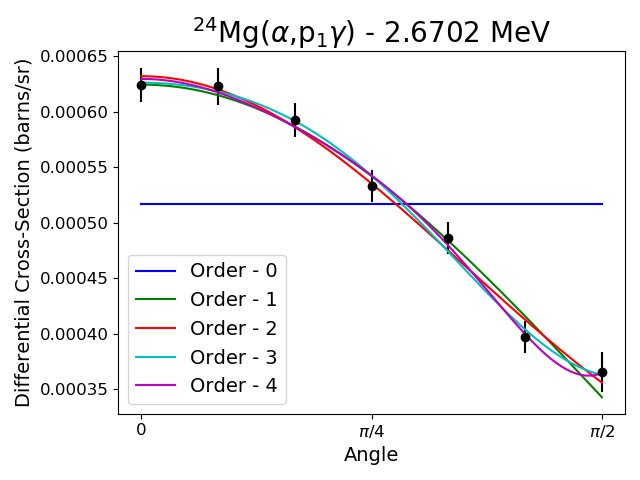 ²⁴Mg(α,p₁γ) - 2.6702 MeV
Differential Cross-Section (barns/sr)
0.00065
0.00060
0.00055
0.00050
0.00045
0.00040
0.00035
Order - 0
Order - 1
Order - 2
Order - 3
Order - 4
0 π/4 π/2
Angle